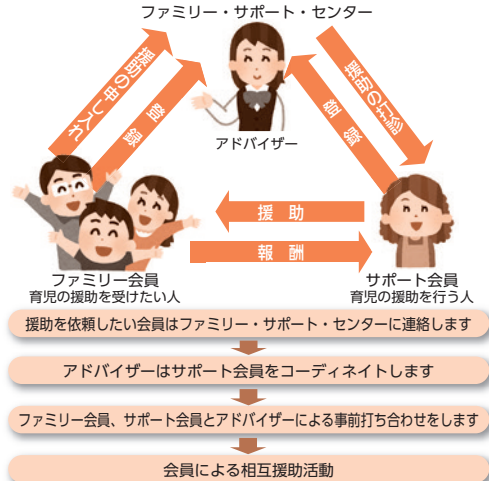 ファミリー・サポート・センター
アドバイザー
援助の申し入れ
登録
登録
援助の打診
援助
報酬
ファミリー会員
育児の援助を受けたい人
サポート会員
育児の援助を行う人
援助を依頼したい会員はファミリー・サポート・センターに連絡します
アドバイザーはサポート会員をコーディネイトします
ファミリー会員、サポート会員とアドバイザーによる事前打ち合わせをします
会員による相互援助活動